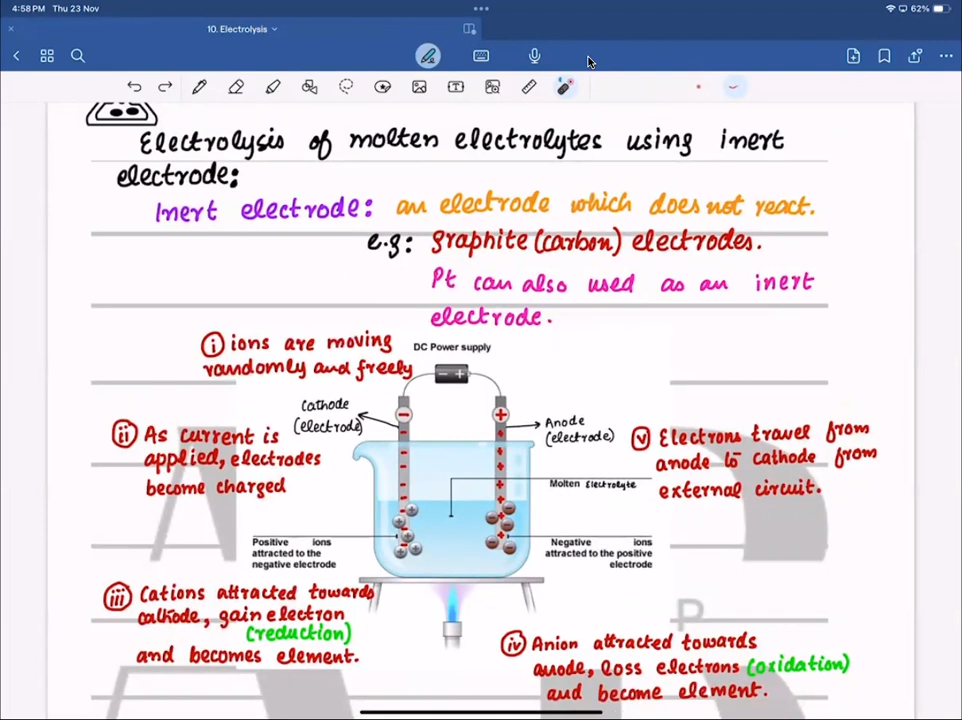 4:58 PM Thu 23 Nov
62%
10. Electrolysis
Electrolysis of molten electrolytes using inert
electrode:
Inert electrode: an electrode which does not react.
e.g: graphite (carbon) electrodes.
Pt can also used as an inert
electrode.
i ions are moving
randomly and freely
DC Power supply
− +
Cathode
(electrode)
Anode
(electrode)
ii As current is
applied, electrodes
become charged
v Electrons travel from
anode to cathode from
external circuit.
Molten Electrolyte
Positive ions
attracted to the
negative electrode
Negative ions
attracted to the positive
electrode
iii Cations attracted towards
cathode, gain electron
(reduction)
and becomes element.
iv Anion attracted towards
anode, loss electrons (oxidation)
and become element.
P